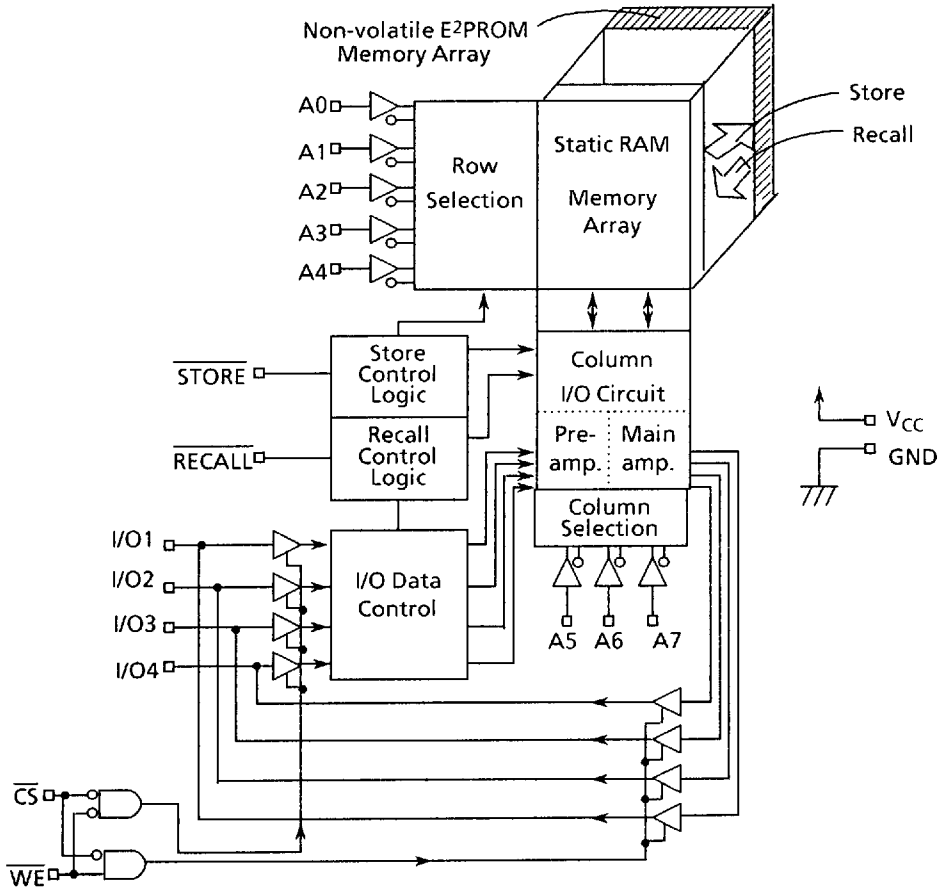 Non-volatile E²PROM
Memory Array
Store
Recall
A0
A1
A2
A3
A4
Row
Selection
Static RAM
Memory
Array
STORE
Store
Control
Logic
RECALL
Recall
Control
Logic
Column
I/O Circuit
Pre-
amp.
Main
amp.
Column
Selection
VCC
GND
I/O1
I/O2
I/O3
I/O4
I/O Data
Control
A5 A6 A7
CS
WE